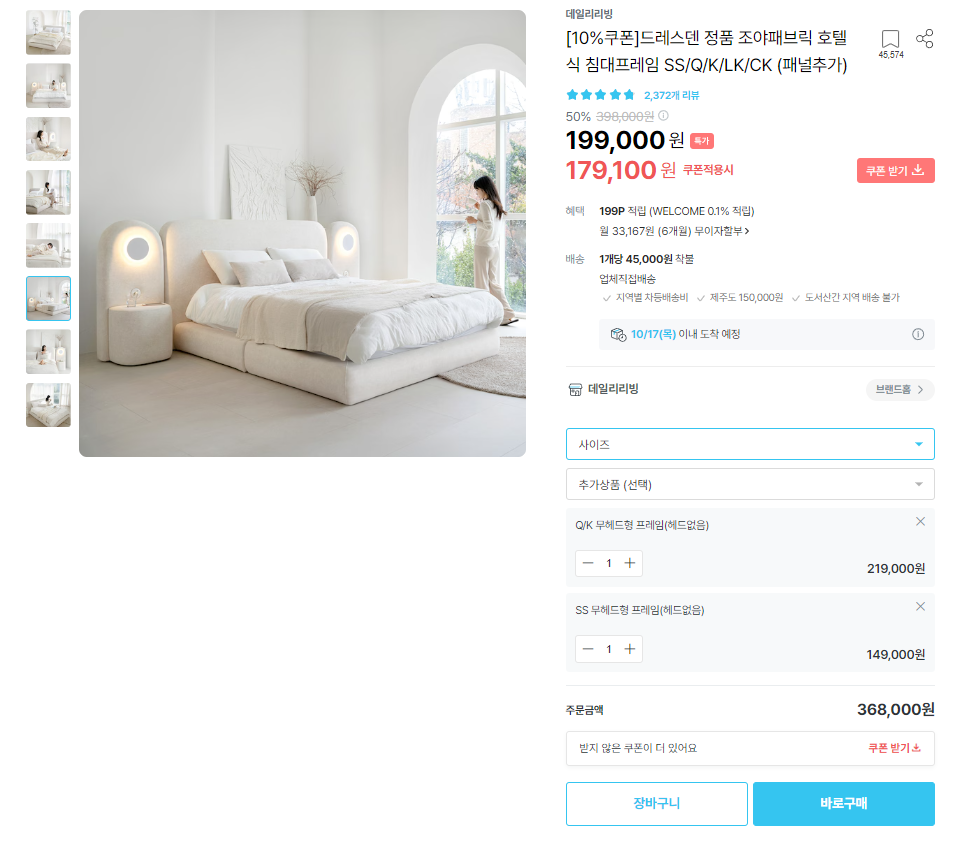 데일리리빙
[10%쿠폰]드레스덴 정품 조야패브릭 호텔
식 침대프레임 SS/Q/K/LK/CK (패널추가)
45,574
2,372개 리뷰
50% 398,000원
199,000 원 특가
179,100 원 쿠폰적용시
쿠폰 받기
혜택 199P 적립 (WELCOME 0.1% 적립)
월 33,167원 (6개월) 무이자할부
배송 1개당 45,000원 착불
업체직접배송
지역별 차등배송비 제주도 150,000원 도서산간 지역 배송 불가
10/17(목) 이내 도착 예정
데일리리빙
브랜드홈
사이즈
추가상품 (선택)
Q/K 무헤드형 프레임(헤드없음)
1
219,000원
SS 무헤드형 프레임(헤드없음)
1
149,000원
주문금액 368,000원
받지 않은 쿠폰이 더 있어요 쿠폰 받기
장바구니 바로구매